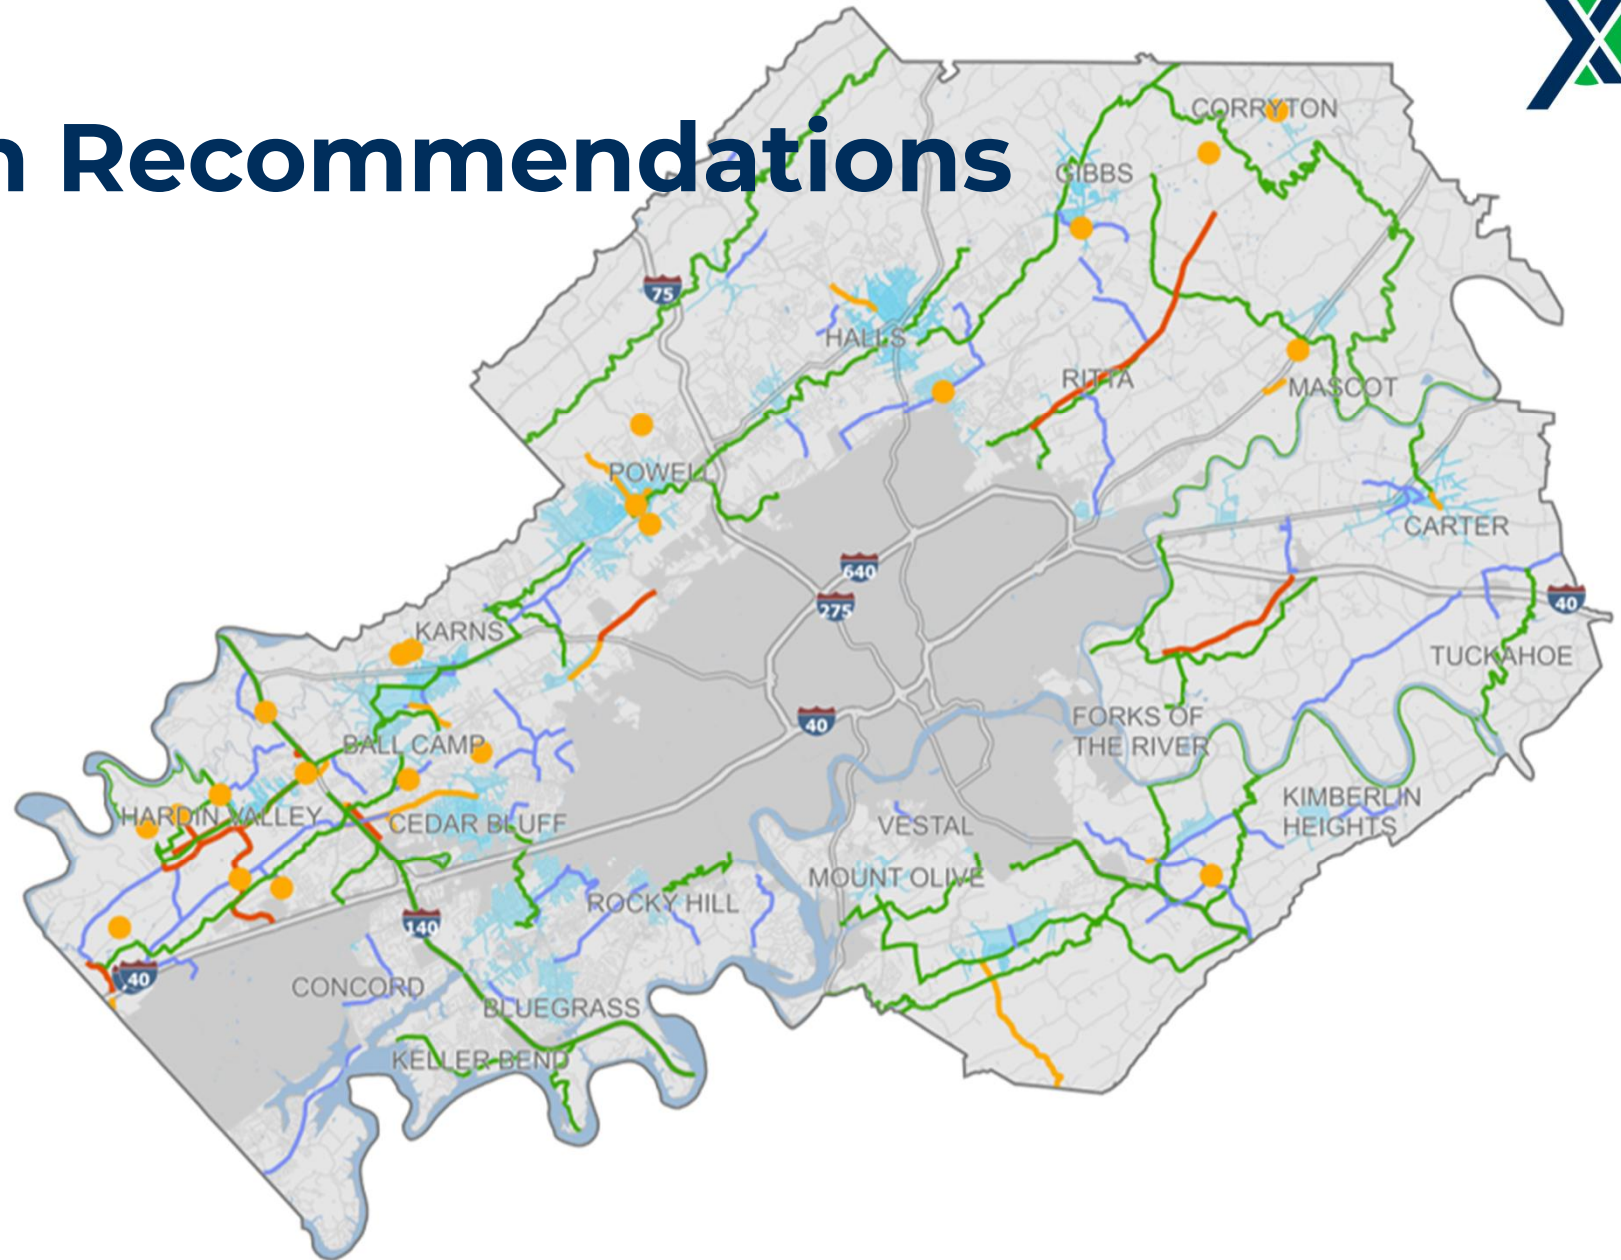 n Recommendations
CORRYTON
GIBBS
75
HALLS
RITTA
MASCOT
POWELL
CARTER
640
275
40
KARNS
TUCKAHOE
40
FORKS OF
THE RIVER
BALL CAMP
HARDIN VALLEY
CEDAR BLUFF
VESTAL
KIMBERLIN
HEIGHTS
MOUNT OLIVE
ROCKY HILL
140
40
CONCORD
BLUEGRASS
KELLER BEND